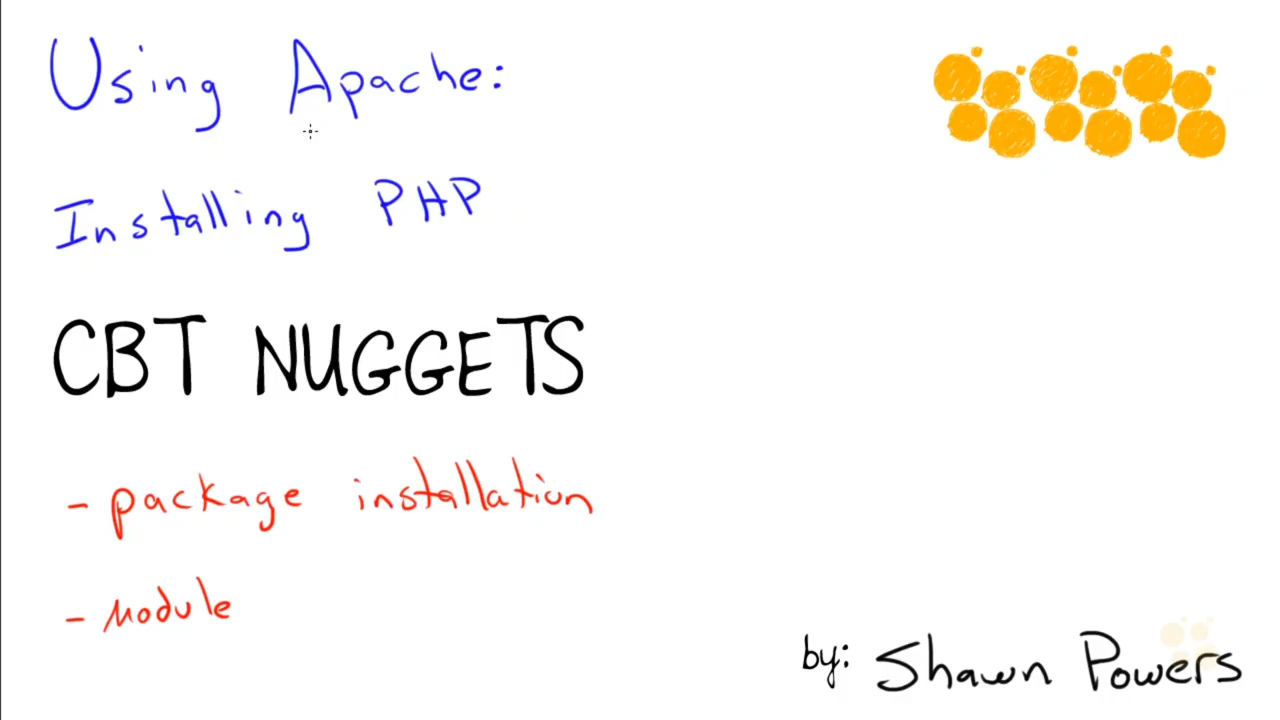 Using Apache:
Installing PHP
CBT NUGGETS
- package installation
- module
by: Shawn Powers